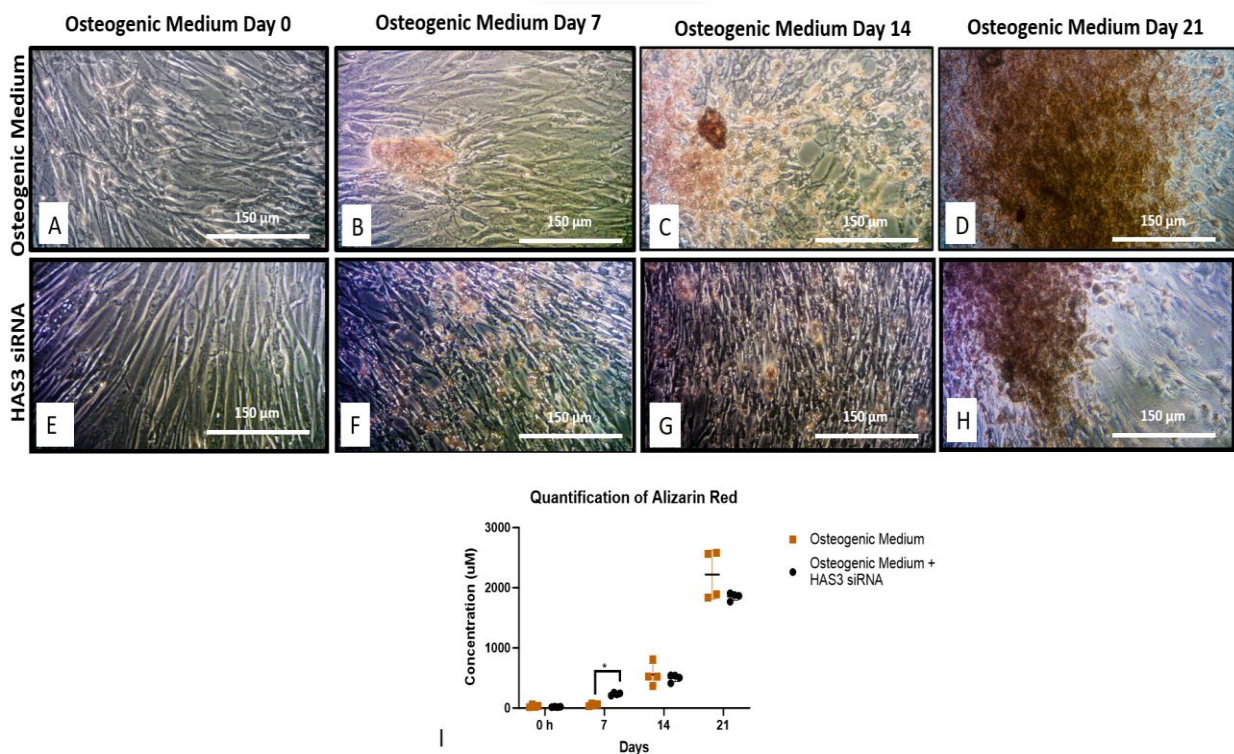 Osteogenic Medium Day 0
Osteogenic Medium Day 7
Osteogenic Medium Day 14
Osteogenic Medium Day 21
Osteogenic Medium
A
150 µm
B
150 µm
C
150 µm
D
150 µm
HAS3 siRNA
E
150 µm
F
150 µm
G
150 µm
H
150 µm
Quantification of Alizarin Red
Concentration (uM)
3000
2000
1000
0
*
0 h
7
14
21
Days
Osteogenic Medium
Osteogenic Medium +
HAS3 siRNA
I